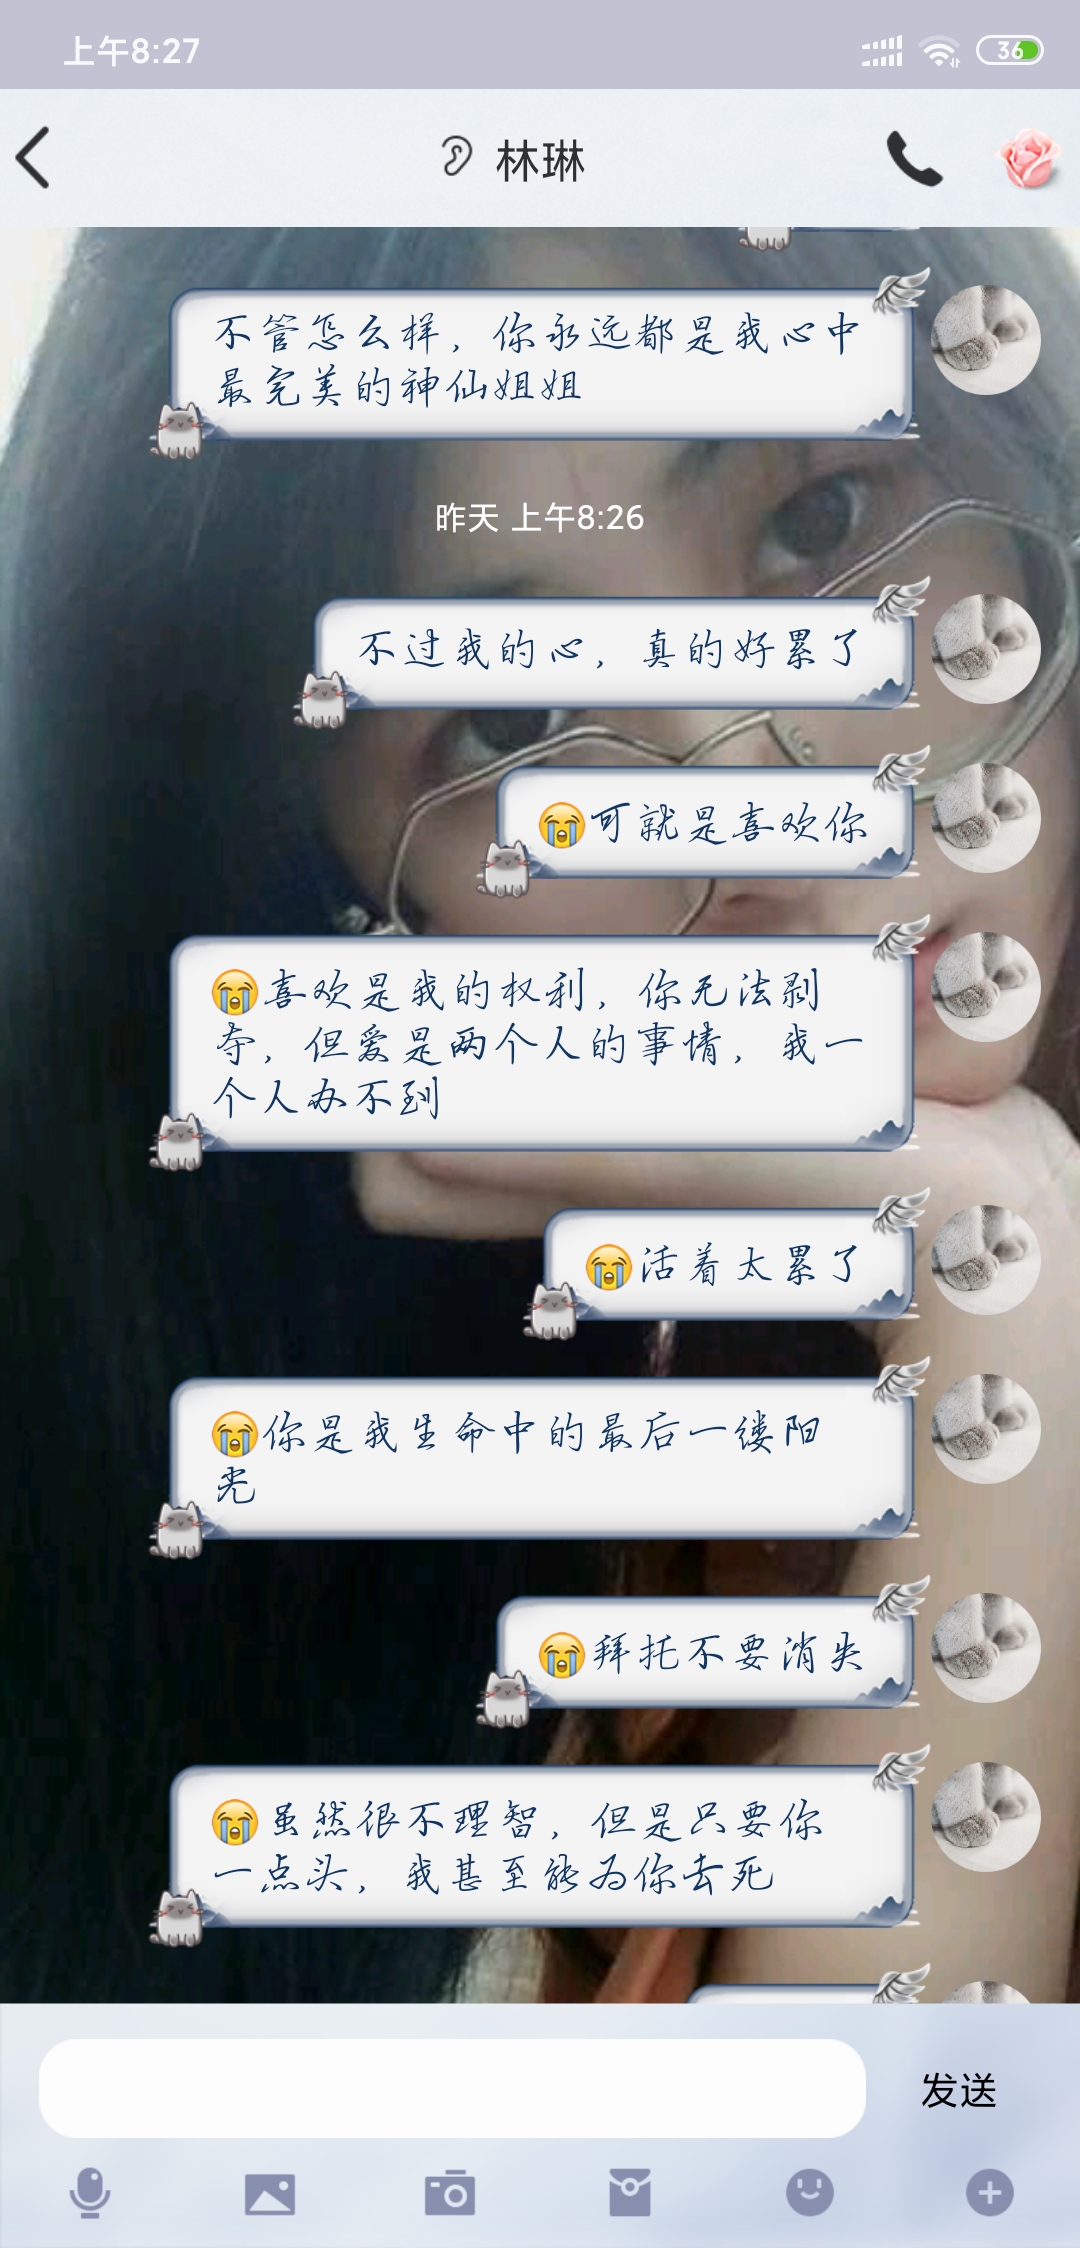 上午8:27
36
林琳
不管怎么样，你永远都是我心中
最完美的神仙姐姐
昨天 上午8:26
不过我的心，真的好累了
😭可就是喜欢你
😭喜欢是我的权利，你无法剥
夺，但爱是两个人的事情，我一
个人办不到
😭活着太累了
😭你是我生命中的最后一缕阳
光
😭拜托不要消失
😭虽然很不理智，但是只要你
一点头，我甚至能为你去死
发送